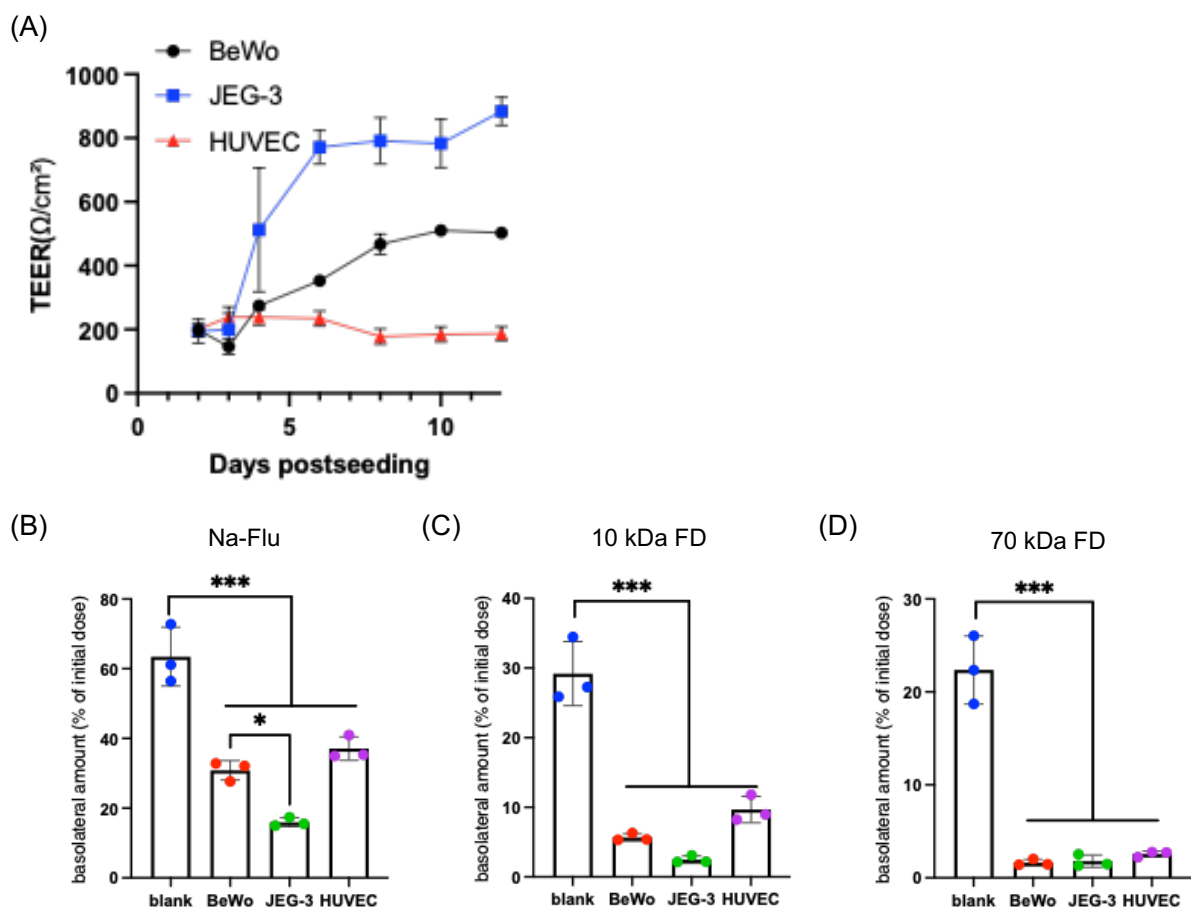 (A)
BeWo
JEG-3
HUVEC
1000
800
600
400
200
0
TEER(Ω/cm²)
0 5 10
Days postseeding
(B) Na-Flu
***
*
80
60
40
20
0
basolateral amount (% of initial dose)
blank BeWo JEG-3 HUVEC
(C) 10 kDa FD
***
40
30
20
10
0
basolateral amount (% of initial dose)
blank BeWo JEG-3 HUVEC
(D) 70 kDa FD
***
30
20
10
0
basolateral amount (% of initial dose)
blank BeWo JEG-3 HUVEC